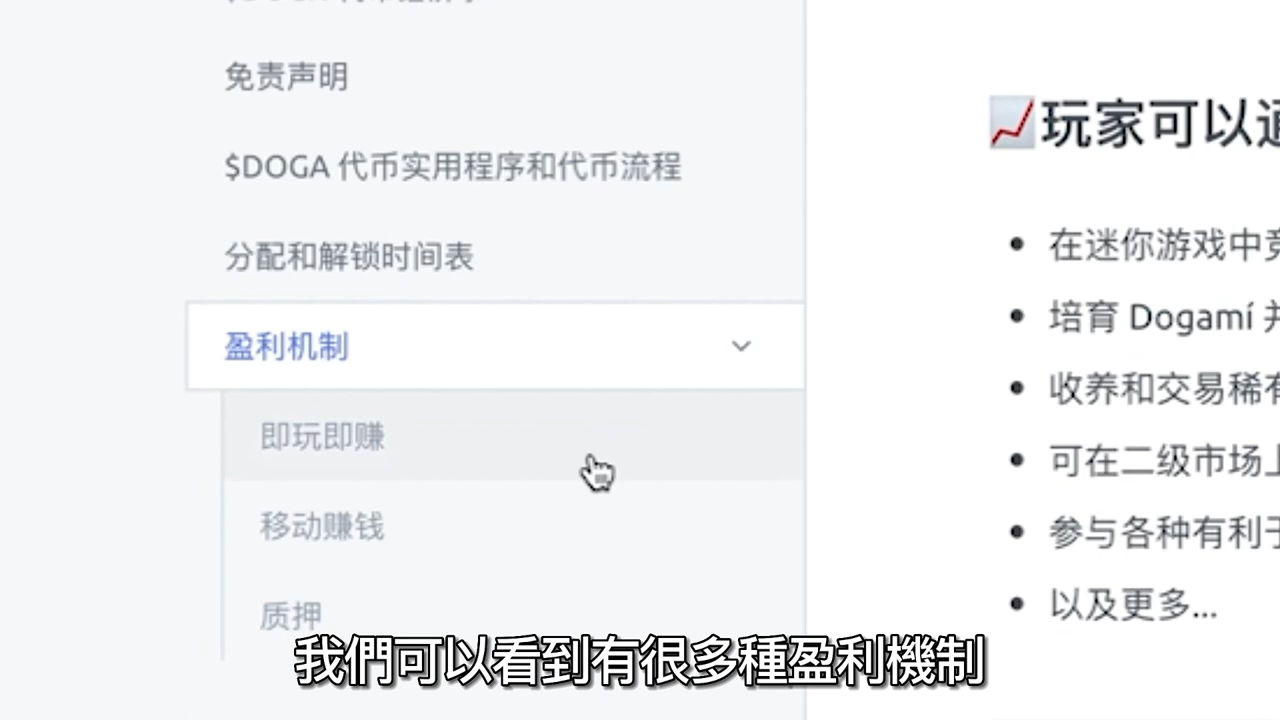 免责声明
$DOGA 代币实用程序和代币流程
分配和解锁时间表
盈利机制
即玩即赚
移动赚钱
质押
玩家可以
在迷你游戏中
培育 Dogamí
收养和交易稀有
可在二级市场上
参与各种有利于
以及更多...
我們可以看到有很多種盈利機制